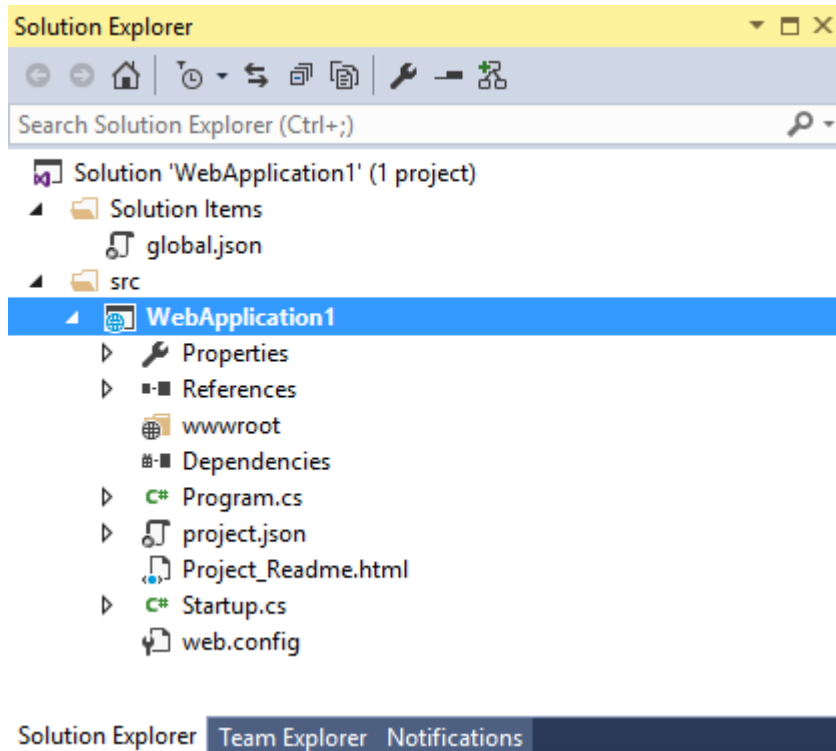 Solution Explorer
Search Solution Explorer (Ctrl+;)
Solution 'WebApplication1' (1 project)
Solution Items
global.json
src
WebApplication1
Properties
References
wwwroot
Dependencies
C# Program.cs
project.json
Project_Readme.html
C# Startup.cs
web.config
Solution Explorer Team Explorer Notifications